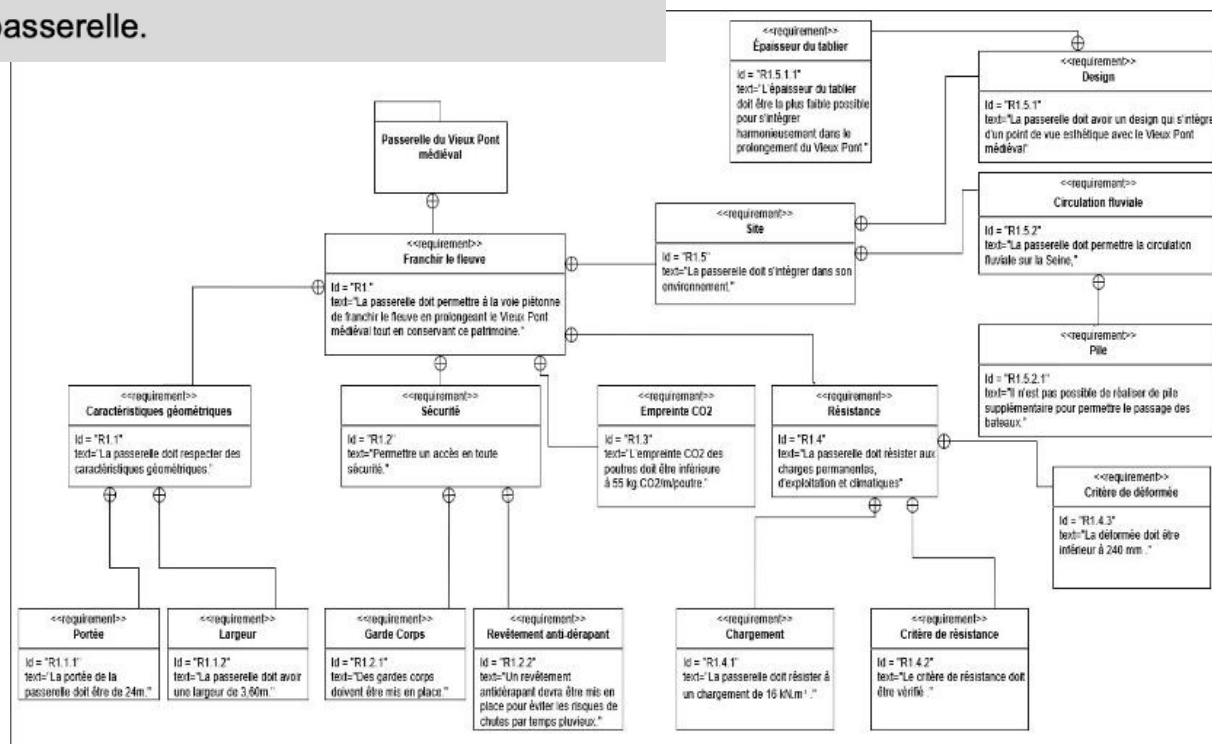 passerelle.
<<requirement>>
Épaisseur du tablier
Id = "R1.5.1.1"
text="L'épaisseur du tablier
doit être la plus faible possible
pour s'intégrer
harmonieusement dans le
prolongement du Vieux Pont."
<<requirement>>
Design
Id = "R1.5.1"
text="La passerelle doit avoir un design qui s'intègre
d'un point de vue esthétique avec le Vieux Pont
médiéval"
Passerelle du Vieux Pont
médiéval
<<requirement>>
Circulation fluviale
Id = "R1.5.2"
text="La passerelle doit permettre la circulation
fluviale sur la Seine,"
<<requirement>>
Site
Id = "R1.5"
text="La passerelle doit s'intégrer dans son
environnement."
<<requirement>>
Franchir le fleuve
Id = "R1."
text="La passerelle doit permettre à la voie piétonne
de franchir le fleuve en prolongeant le Vieux Pont
médiéval tout en conservant ce patrimoine."
<<requirement>>
Pile
Id = "R1.5.2.1"
text="Il n'est pas possible de réaliser de pile
supplémentaire pour permettre le passage des
bateaux."
<<requirement>>
Caractéristiques géométriques
Id = "R1.1"
text="La passerelle doit respecter des
caractéristiques géométriques."
<<requirement>>
Sécurité
Id = "R1.2"
text="Permettre un accès en toute
sécurité."
<<requirement>>
Empreinte CO2
Id = "R1.3"
text="L'empreinte CO2 des
poutres doit être inférieure
à 55 kg CO2/m/poutre."
<<requirement>>
Résistance
Id = "R1.4"
text="La passerelle doit résister aux
charges permanentes,
d'exploitation et climatiques"
<<requirement>>
Critère de déformée
Id = "R1.4.3"
text="La déformée doit être
inférieur à 240 mm ."
<<requirement>>
Portée
Id = "R1.1.1"
text="La portée de la
passerelle doit être de 24m."
<<requirement>>
Largeur
Id = "R1.1.2"
text="La passerelle doit avoir
une largeur de 3,60m."
<<requirement>>
Garde Corps
Id = "R1.2.1"
text="Des gardes corps
doivent être mis en place."
<<requirement>>
Revêtement anti-dérapant
Id = "R1.2.2"
text="Un revêtement
antidérapant devra être mis en
place pour éviter les risques de
chutes par temps pluvieux."
<<requirement>>
Chargement
Id = "R1.4.1"
text="La passerelle doit résister à
un chargement de 16 kN.m⁻¹ ."
<<requirement>>
Critère de résistance
Id = "R1.4.2"
text="Le critère de résistance doit
être vérifié ."